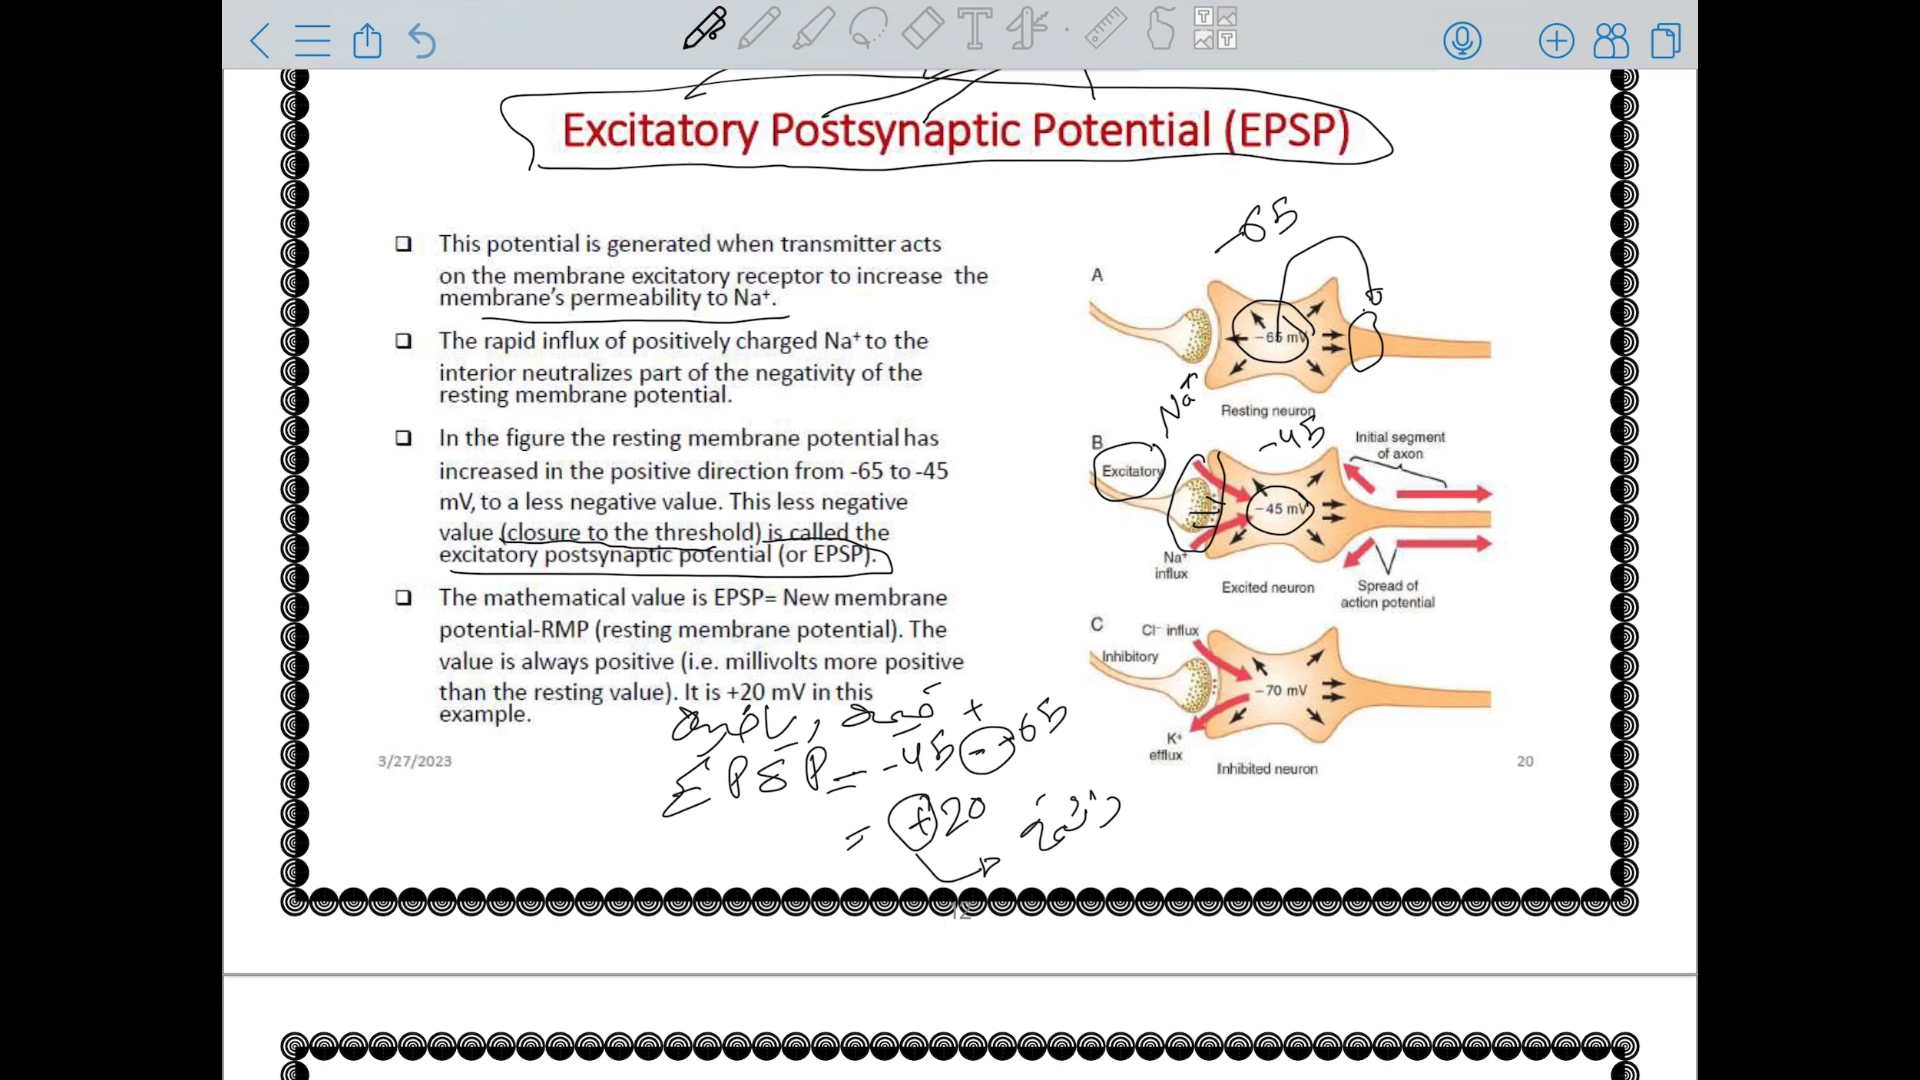 Excitatory Postsynaptic Potential (EPSP)
❑ This potential is generated when transmitter acts
on the membrane excitatory receptor to increase the
membrane's permeability to Na⁺.
❑ The rapid influx of positively charged Na⁺ to the
interior neutralizes part of the negativity of the
resting membrane potential.
❑ In the figure the resting membrane potential has
increased in the positive direction from -65 to -45
mV, to a less negative value. This less negative
value (closure to the threshold) is called the
excitatory postsynaptic potential (or EPSP).
❑ The mathematical value is EPSP= New membrane
potential-RMP (resting membrane potential). The
value is always positive (i.e. millivolts more positive
than the resting value). It is +20 mV in this
example.
EPSP = -45 - -65
+
= +20
-65
A
-65 mV
Resting neuron
Na⁺
-45
B
Excitatory
Initial segment
of axon
-45 mV
Na⁺
influx
Excited neuron
Spread of
action potential
C
Cl⁻ influx
Inhibitory
-70 mV
K⁺
efflux
Inhibited neuron
3/27/2023
20
12